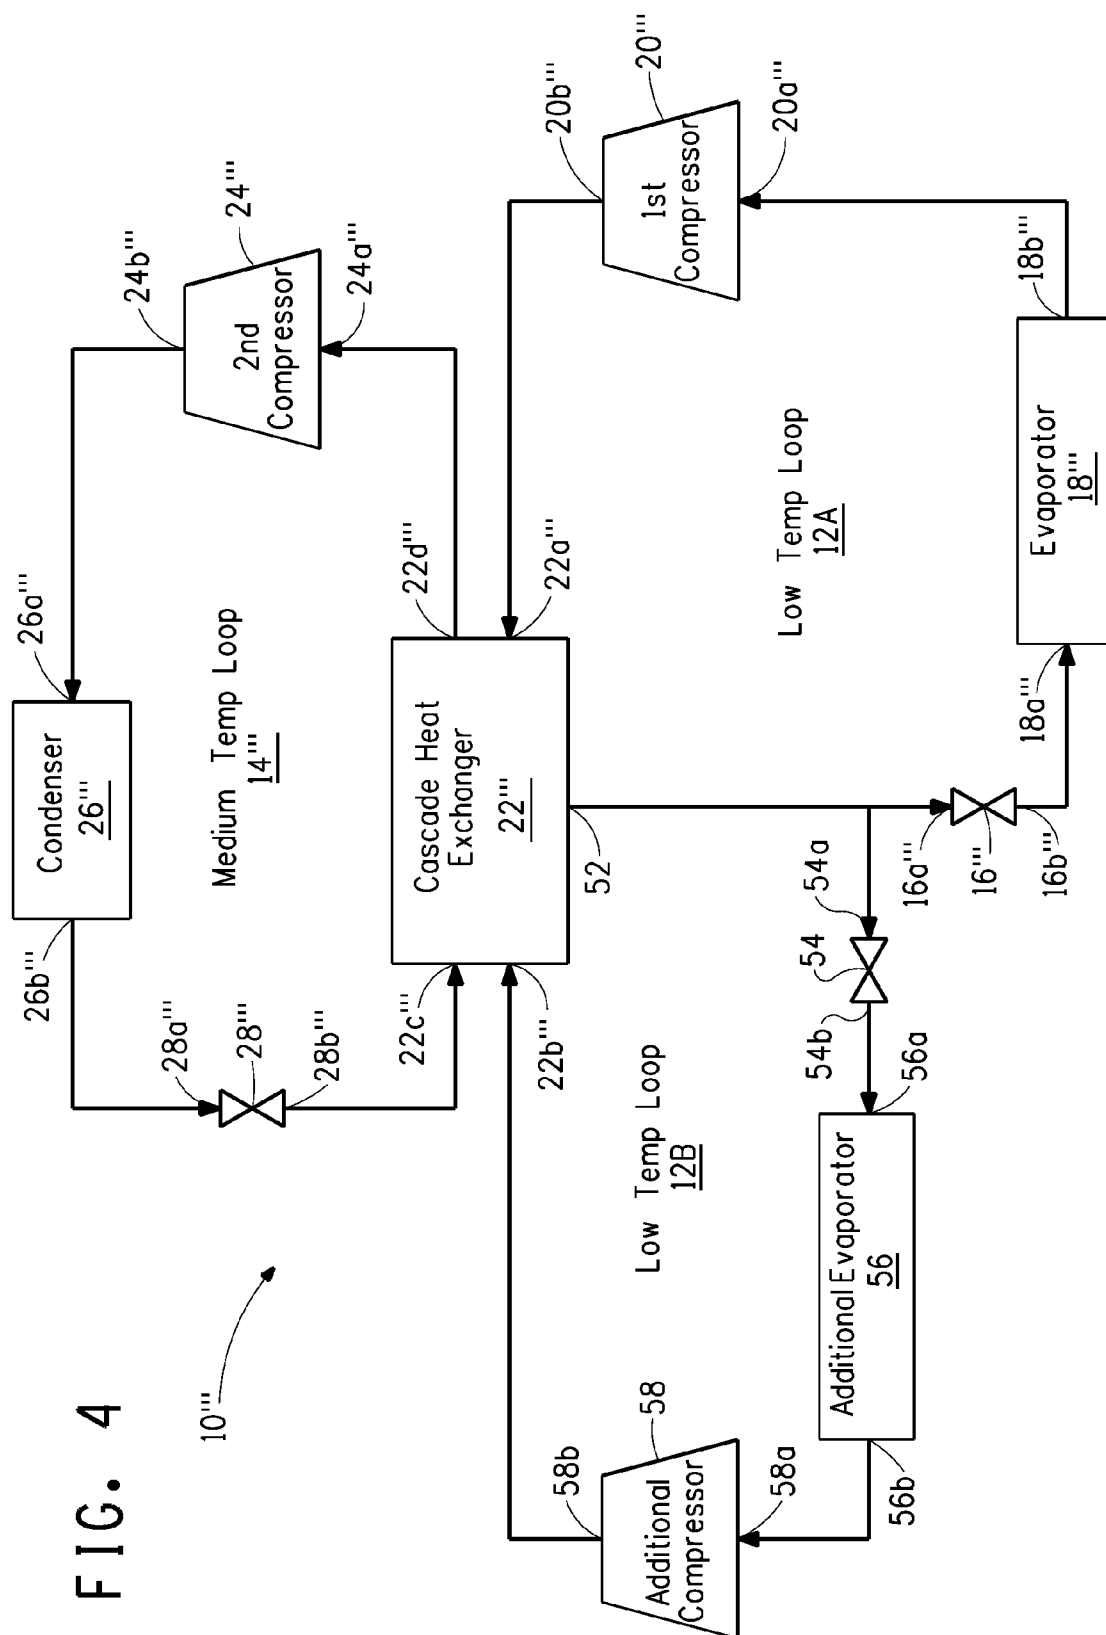 FIG. 4
10'''
26b'''
Condenser
26'''
26a'''
28a'''
28'''
28b'''
Medium Temp Loop
14'''
24b'''
24'''
2nd
Compressor
24a'''
22c'''
22d'''
Cascade Heat
Exchanger
22'''
22b'''
22a'''
52
20b'''
20'''
1st
Compressor
20a'''
Low Temp Loop
12B
Low Temp Loop
12A
58b
58
Additional
Compressor
58a
54a
54
54b
56a
Additional Evaporator
56
56b
16a'''
16'''
16b'''
18a'''
Evaporator
18'''
18b'''